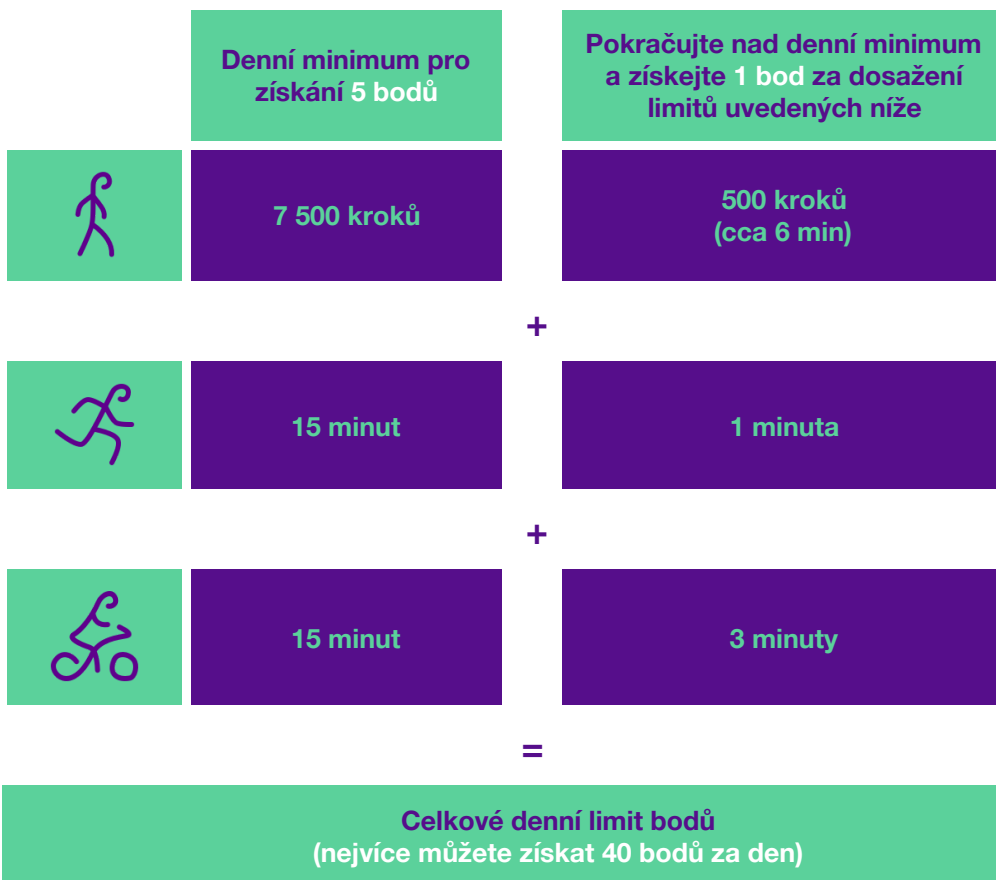 Denní minimum pro
získání 5 bodů
Pokračujte nad denní minimum
a získejte 1 bod za dosažení
limitů uvedených níže
7 500 kroků
500 kroků
(cca 6 min)
+
15 minut
1 minuta
+
15 minut
3 minuty
=
Celkové denní limit bodů
(nejvíce můžete získat 40 bodů za den)